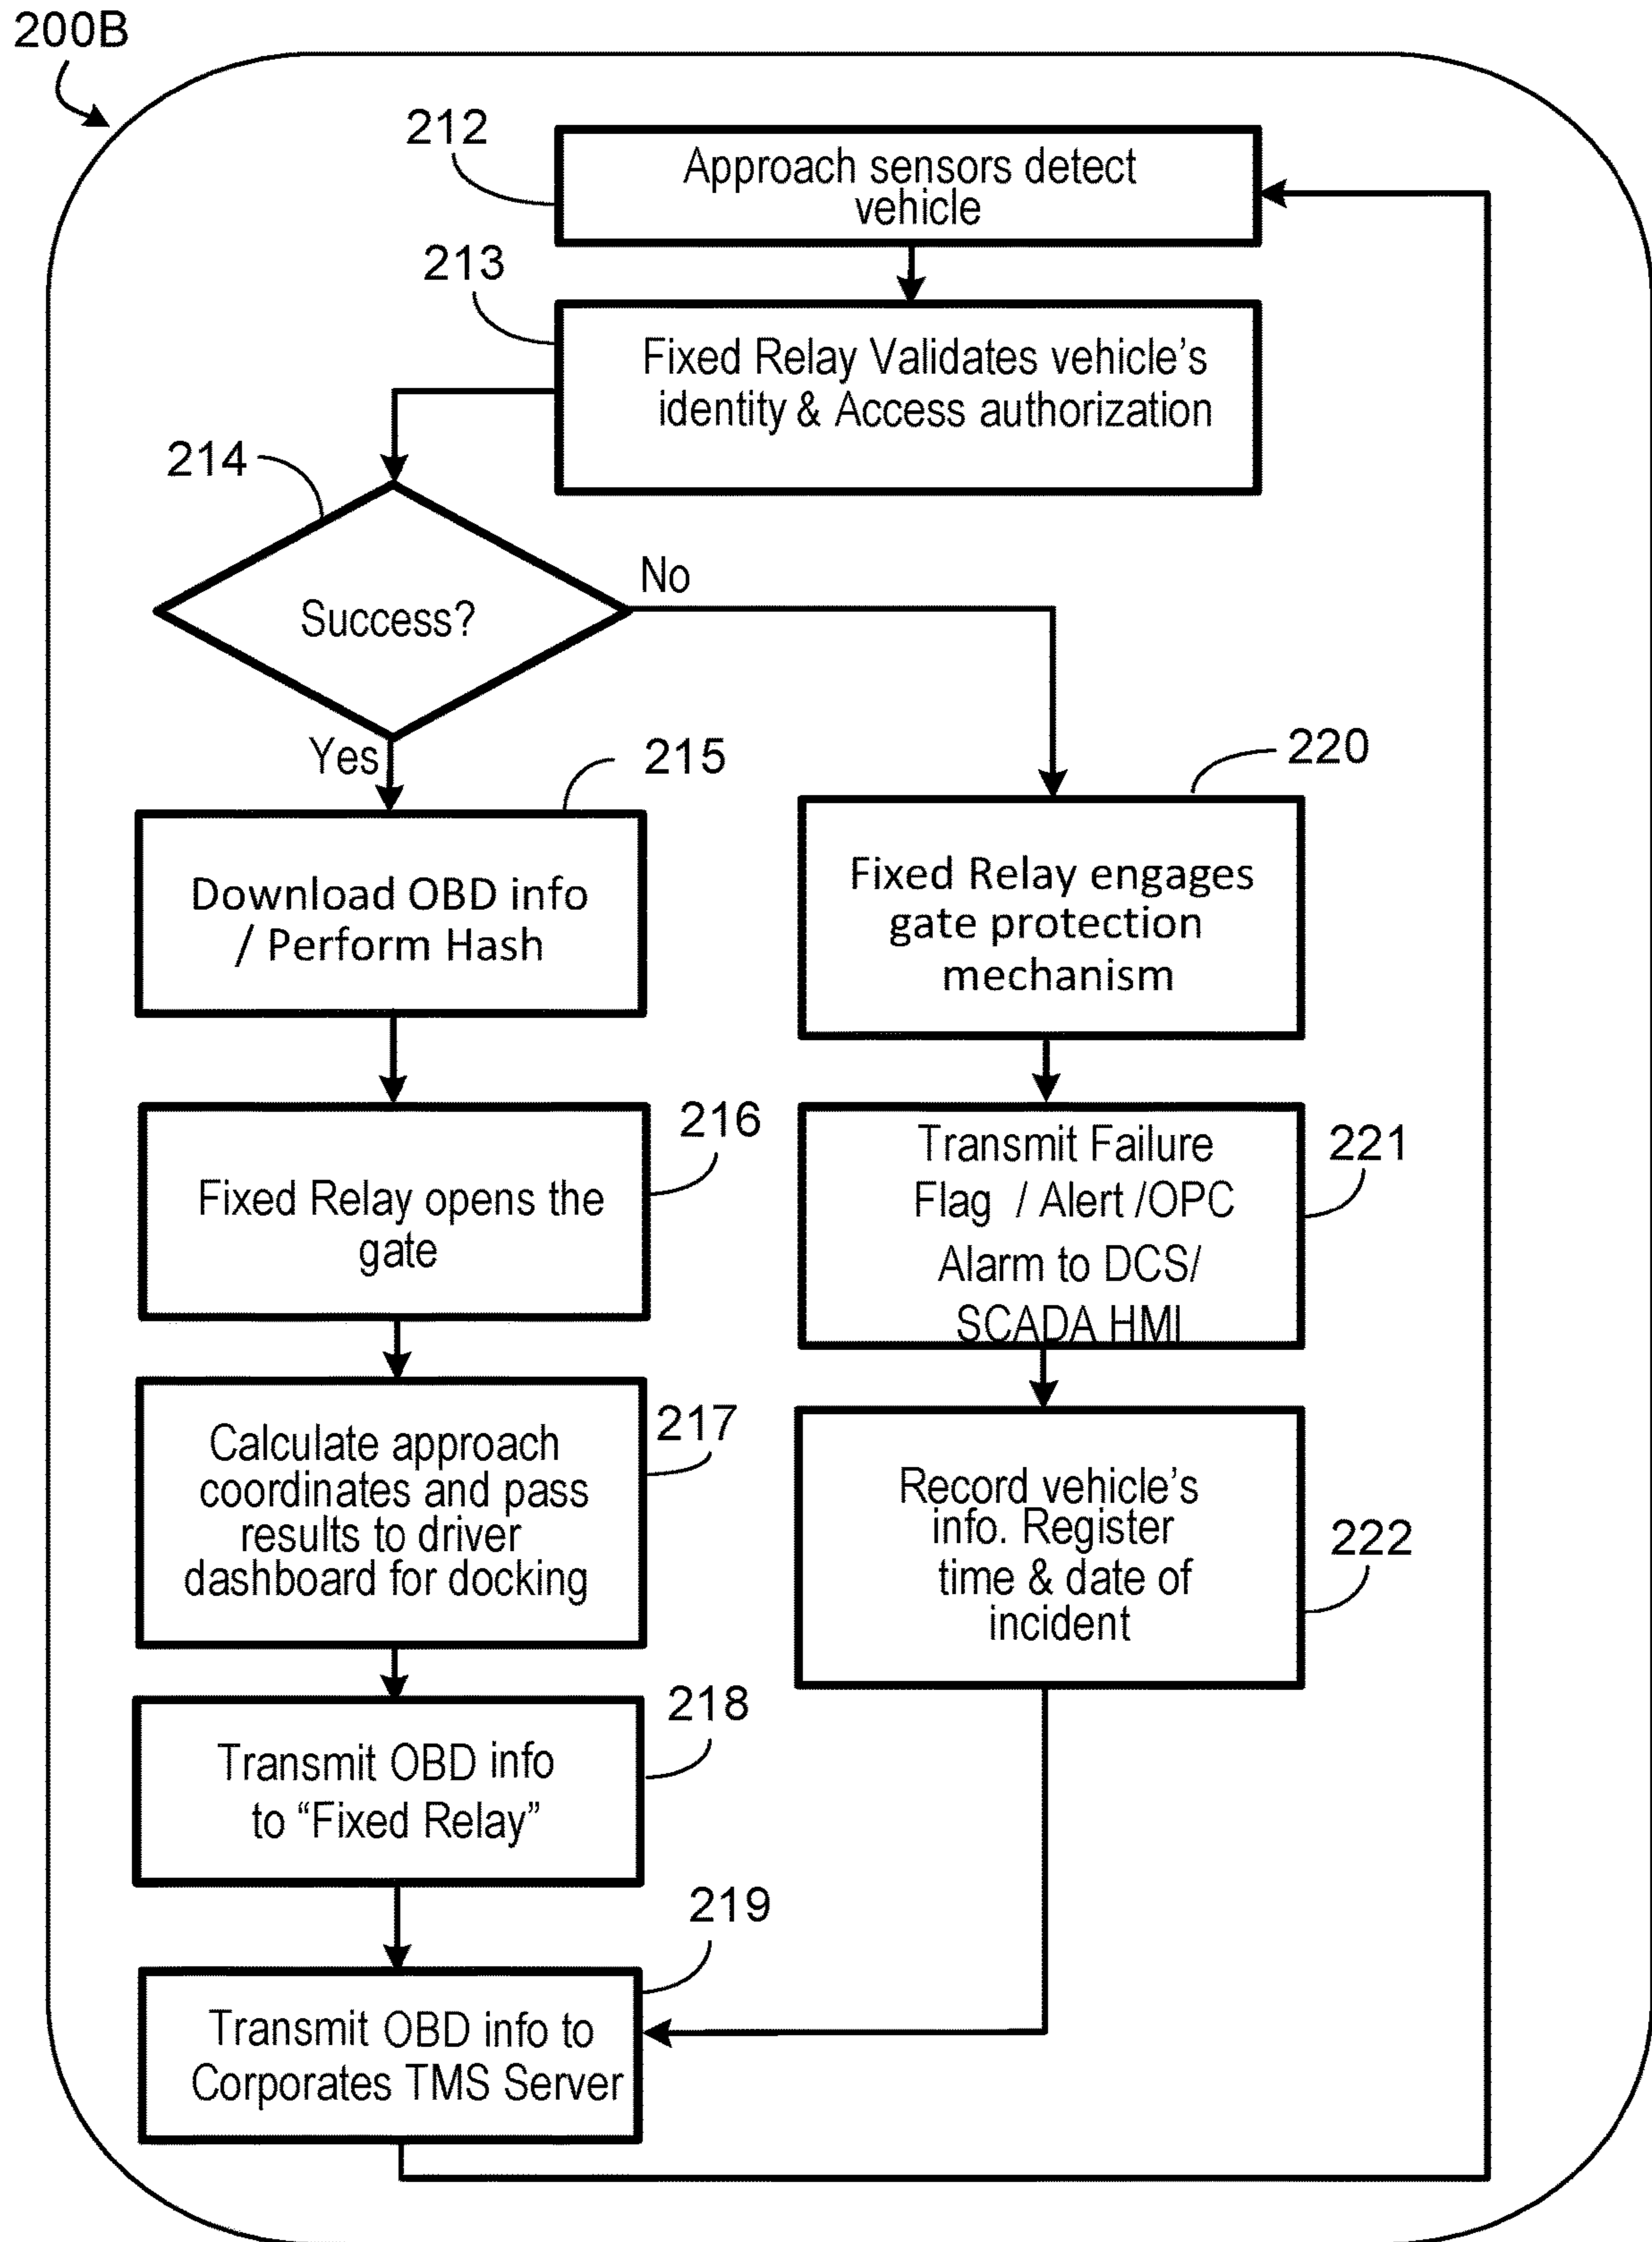 200B
212
Approach sensors detect
vehicle
213
Fixed Relay Validates vehicle’s
identity & Access authorization
214
Success?
No
Yes
215
Download OBD info
/ Perform Hash
220
Fixed Relay engages
gate protection
mechanism
216
Fixed Relay opens the
gate
221
Transmit Failure
Flag / Alert /OPC
Alarm to DCS/
SCADA HMI
217
Calculate approach
coordinates and pass
results to driver
dashboard for docking
222
Record vehicle’s
info. Register
time & date of
incident
218
Transmit OBD info
to “Fixed Relay”
219
Transmit OBD info to
Corporates TMS Server